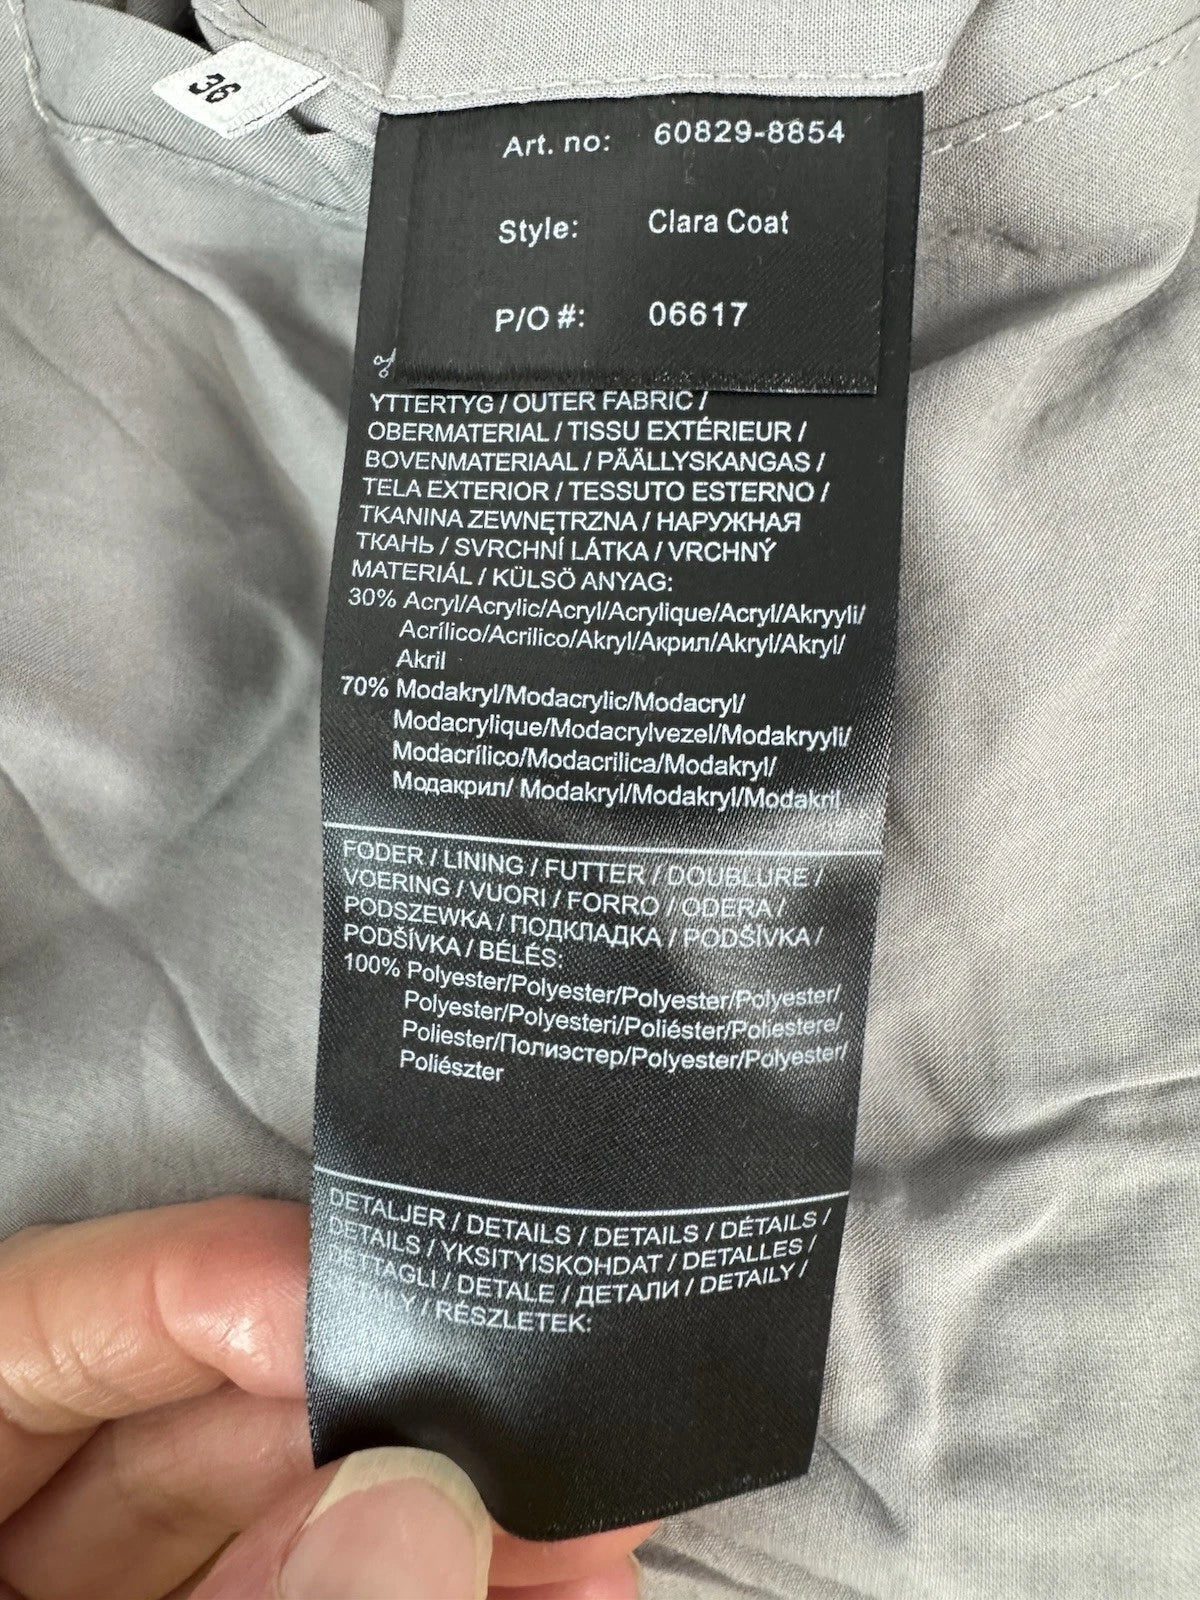 36
Art. no: 60829-8854
Style: Clara Coat
P/O #: 06617
YTTERTYG / OUTER FABRIC /
OBERMATERIAL / TISSU EXTÉRIEUR /
BOVENMATERIAAL / PÄÄLLYSKANGAS /
TELA EXTERIOR / TESSUTO ESTERNO /
TKANINA ZEWNĘTRZNA / НАРУЖНАЯ
ТКАНЬ / SVRCHNÍ LÁTKA / VRCHNÝ
MATERIÁL / KÜLSÖ ANYAG:
30% Acryl/Acrylic/Acryl/Acrylique/Acryl/Akryyli/
Acrílico/Acrilico/Akryl/Акрил/Akryl/Akryl/
Akril
70% Modakryl/Modacrylic/Modacryl/
Modacrylique/Modacrylvezel/Modakryyli/
Modacrílico/Modacrilica/Modakryl/
Модакрил/ Modakryl/Modakryl/Modakril
FODER / LINING / FUTTER / DOUBLURE /
VOERING / VUORI / FORRO / ODERA /
PODSZEWKA / ПОДКЛАДКА / PODŠÍVKA /
PODŠÍVKA / BÉLÉS:
100% Polyester/Polyester/Polyester/Polyester/
Polyester/Polyesteri/Poliéster/Poliestere/
Poliester/Полиэстер/Polyester/Polyester/
Poliészter
DETALJER / DETAILS / DETAILS / DÉTAILS /
DETAILS / YKSITYISKOHDAT / DETALLES /
DETTAGLI / DETALE / ДЕТАЛИ / DETAILY /
/ RÉSZLETEK: